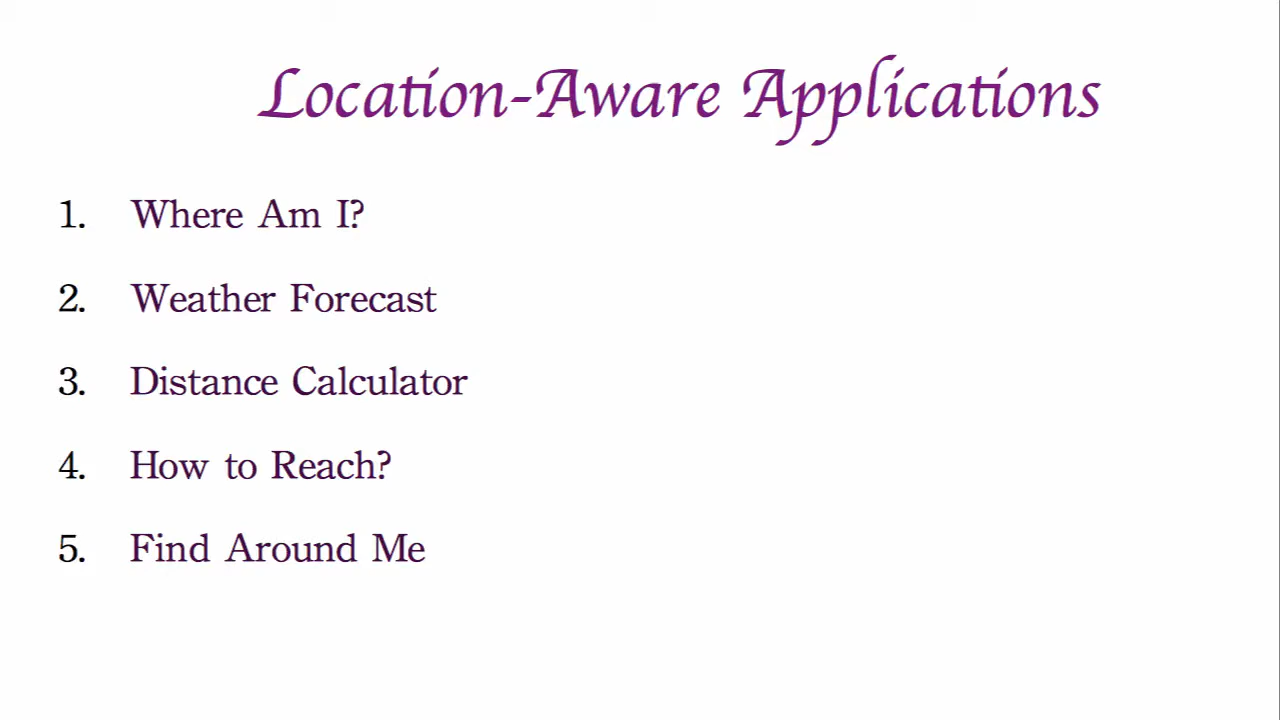 Location-Aware Applications
1. Where Am I?
2. Weather Forecast
3. Distance Calculator
4. How to Reach?
5. Find Around Me